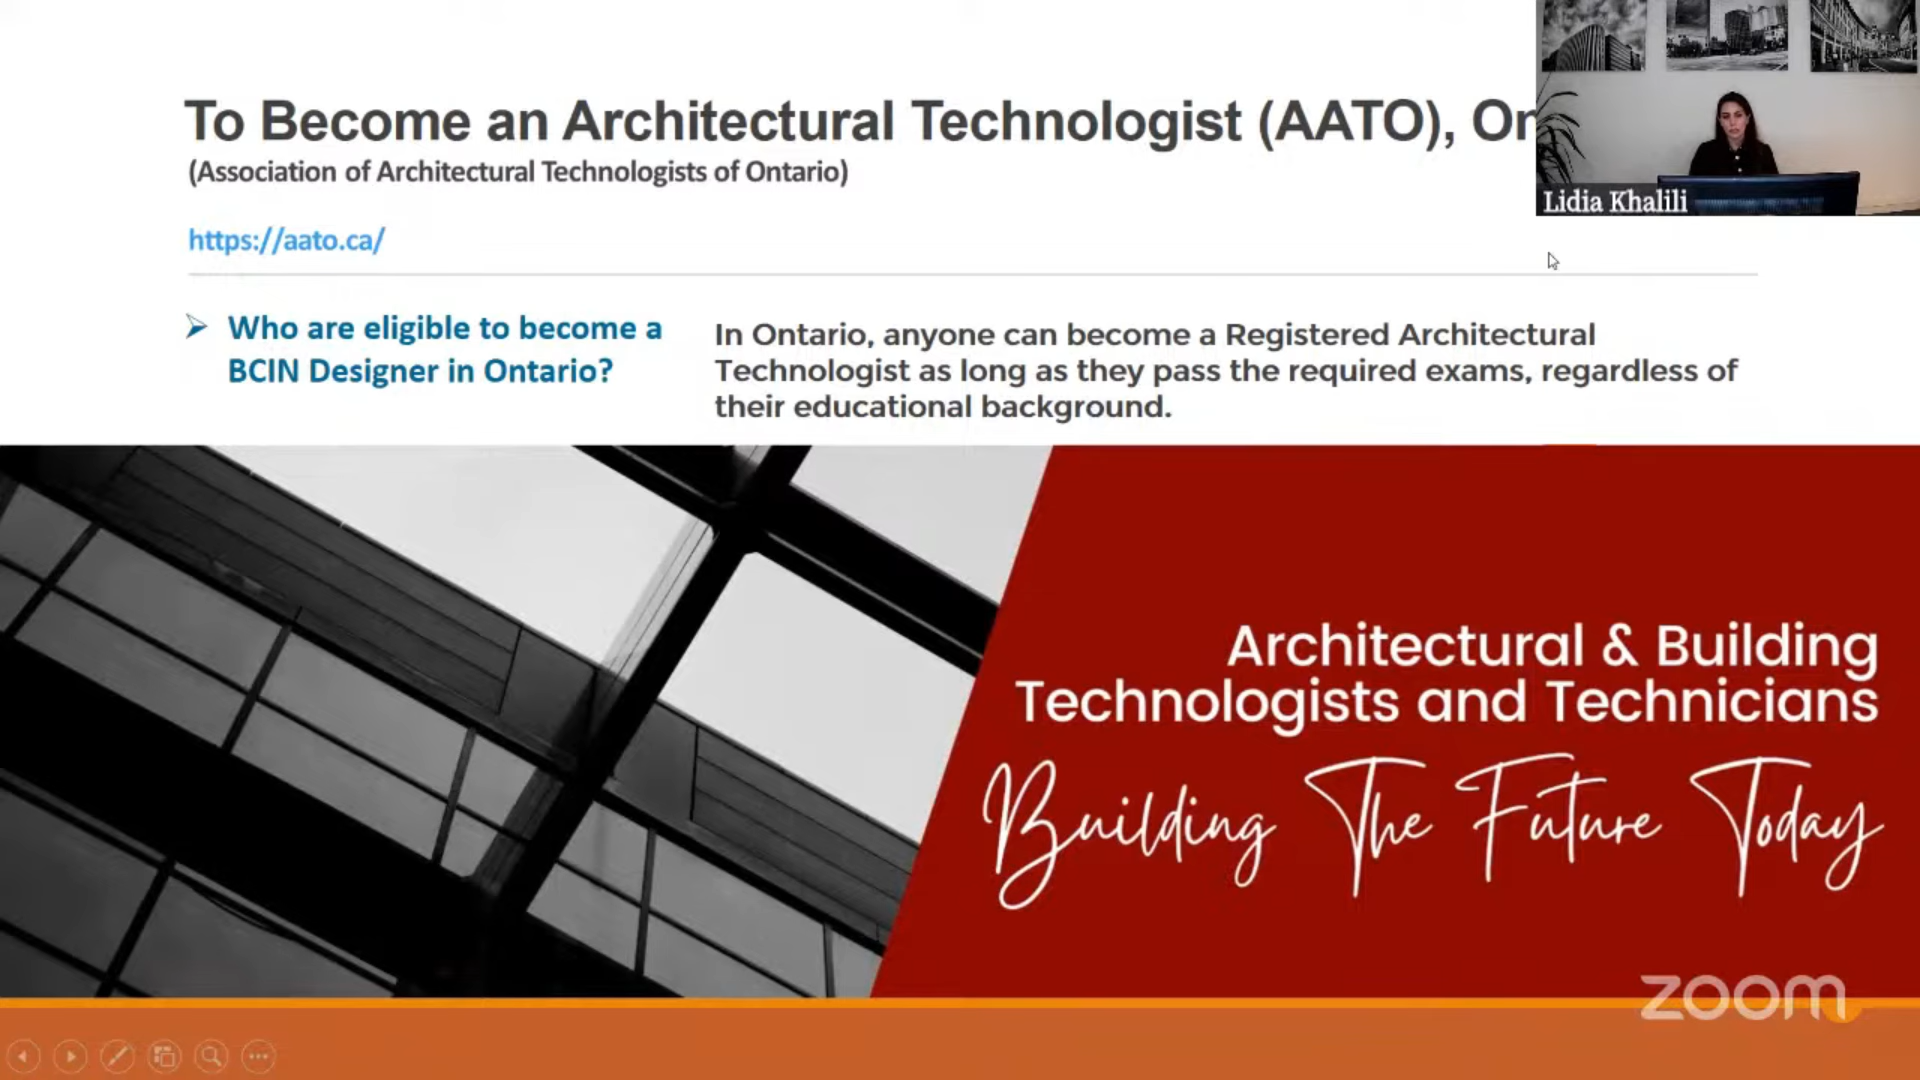 To Become an Architectural Technologist (AATO), On
(Association of Architectural Technologists of Ontario)
https://aato.ca/
Lidia Khalili
Who are eligible to become a
BCIN Designer in Ontario?
In Ontario, anyone can become a Registered Architectural
Technologist as long as they pass the required exams, regardless of
their educational background.
Architectural & Building
Technologists and Technicians
Building The Future Today
zoom